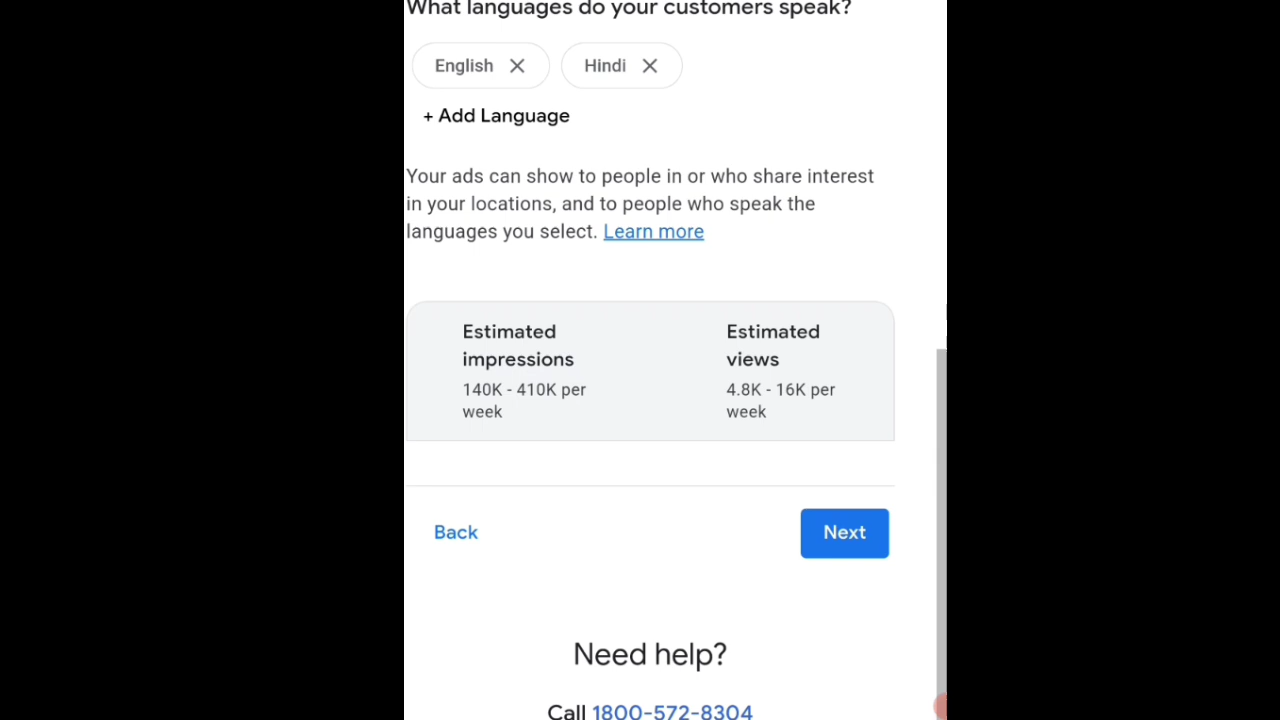 What languages do your customers speak?
English
Hindi
+ Add Language
Your ads can show to people in or who share interest
in your locations, and to people who speak the
languages you select. Learn more
Estimated
impressions
140K - 410K per
week
Estimated
views
4.8K - 16K per
week
Back
Next
Need help?
Call 1800-572-8304